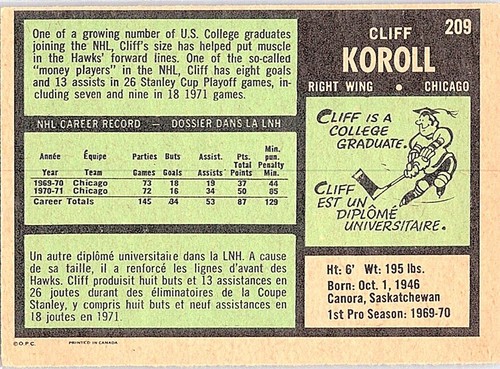 One of a growing number of U.S. College graduates
joining the NHL, Cliff's size has helped put muscle
in the Hawks' forward lines. One of the so-called
"money players" in the NHL, Cliff has eight goals
and 13 assists in 26 Stanley Cup Playoff games, in-
cluding seven and nine in 18 1971 games.
209
CLIFF
KOROLL
RIGHT WING • CHICAGO
NHL CAREER RECORD — DOSSIER DANS LA LNH
Année Équipe Parties Buts Assist. Pts. Min. pun.
Year Team Games Goals Assists Total Points Penalty Min.
1969-70 Chicago 73 18 19 37 44
1970-71 Chicago 72 16 34 50 85
Career Totals 145 34 53 87 129
CLIFF IS A
COLLEGE
GRADUATE.
CLIFF
EST UN
DIPLÔMÉ
UNIVERSITAIRE.
Un autre diplômé universitaire dans la LNH. A cause
de sa taille, il a renforcé les lignes d'avant des
Hawks. Cliff produisit huit buts et 13 assistances en
26 joutes durant des éliminatoires de la Coupe
Stanley, y compris huit buts et neuf assistances en
18 joutes en 1971.
Ht: 6' Wt: 195 lbs.
Born: Oct. 1, 1946
Canora, Saskatchewan
1st Pro Season: 1969-70
©O.P.C. PRINTED IN CANADA